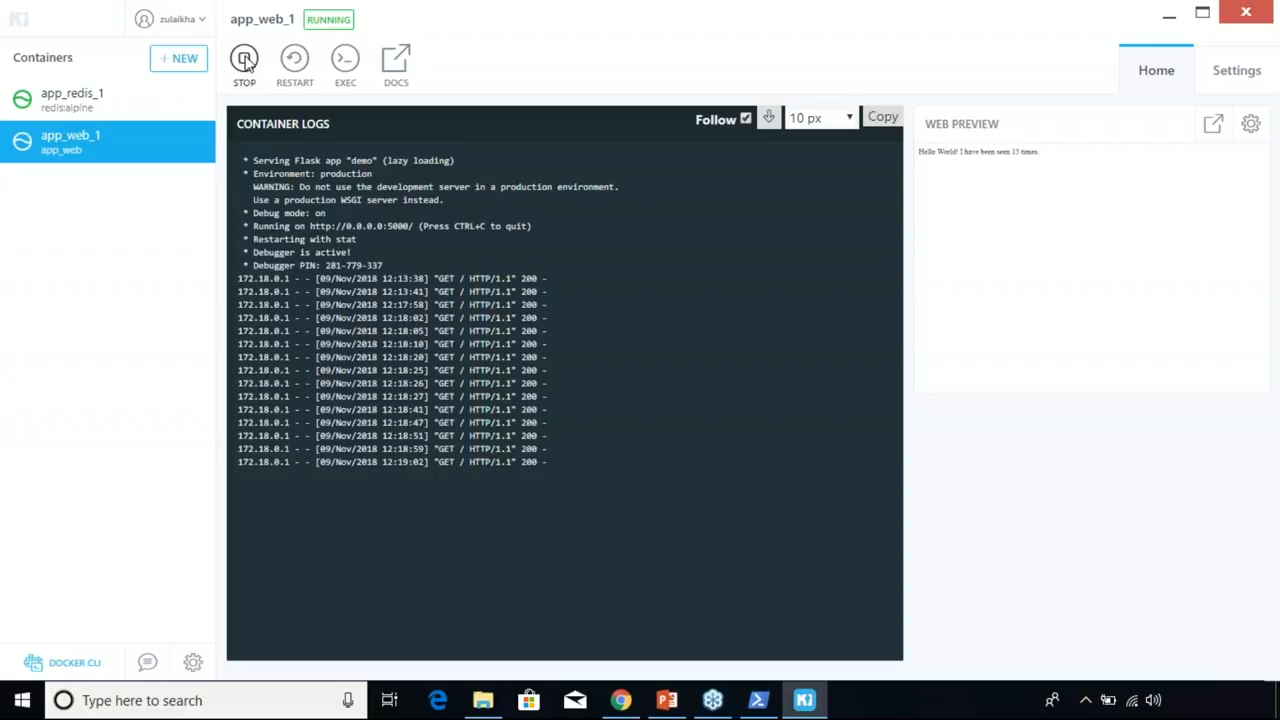 zulaikha
app_web_1 RUNNING
Containers
+ NEW
STOP RESTART EXEC DOCS
Home Settings
app_redis_1
redis:alpine
app_web_1
app_web
CONTAINER LOGS
Follow 10 px Copy
* Serving Flask app "demo" (lazy loading)
* Environment: production
WARNING: Do not use the development server in a production environment.
Use a production WSGI server instead.
* Debug mode: on
* Running on http://0.0.0.0:5000/ (Press CTRL+C to quit)
* Restarting with stat
* Debugger is active!
* Debugger PIN: 281-779-337
172.18.0.1 - - [09/Nov/2018 12:13:38] "GET / HTTP/1.1" 200 -
172.18.0.1 - - [09/Nov/2018 12:13:41] "GET / HTTP/1.1" 200 -
172.18.0.1 - - [09/Nov/2018 12:17:58] "GET / HTTP/1.1" 200 -
172.18.0.1 - - [09/Nov/2018 12:18:02] "GET / HTTP/1.1" 200 -
172.18.0.1 - - [09/Nov/2018 12:18:05] "GET / HTTP/1.1" 200 -
172.18.0.1 - - [09/Nov/2018 12:18:10] "GET / HTTP/1.1" 200 -
172.18.0.1 - - [09/Nov/2018 12:18:20] "GET / HTTP/1.1" 200 -
172.18.0.1 - - [09/Nov/2018 12:18:25] "GET / HTTP/1.1" 200 -
172.18.0.1 - - [09/Nov/2018 12:18:26] "GET / HTTP/1.1" 200 -
172.18.0.1 - - [09/Nov/2018 12:18:27] "GET / HTTP/1.1" 200 -
172.18.0.1 - - [09/Nov/2018 12:18:41] "GET / HTTP/1.1" 200 -
172.18.0.1 - - [09/Nov/2018 12:18:47] "GET / HTTP/1.1" 200 -
172.18.0.1 - - [09/Nov/2018 12:18:51] "GET / HTTP/1.1" 200 -
172.18.0.1 - - [09/Nov/2018 12:18:59] "GET / HTTP/1.1" 200 -
172.18.0.1 - - [09/Nov/2018 12:19:02] "GET / HTTP/1.1" 200 -
WEB PREVIEW
Hello World! I have been seen 15 times.
DOCKER CLI
Type here to search